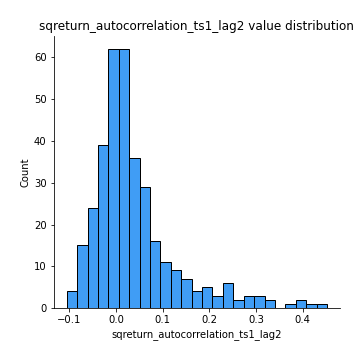 sqreturn_autocorrelation_ts1_lag2 value distribution
60
50
40
30
20
10
0
Count
−0.1 0.0 0.1 0.2 0.3 0.4
sqreturn_autocorrelation_ts1_lag2